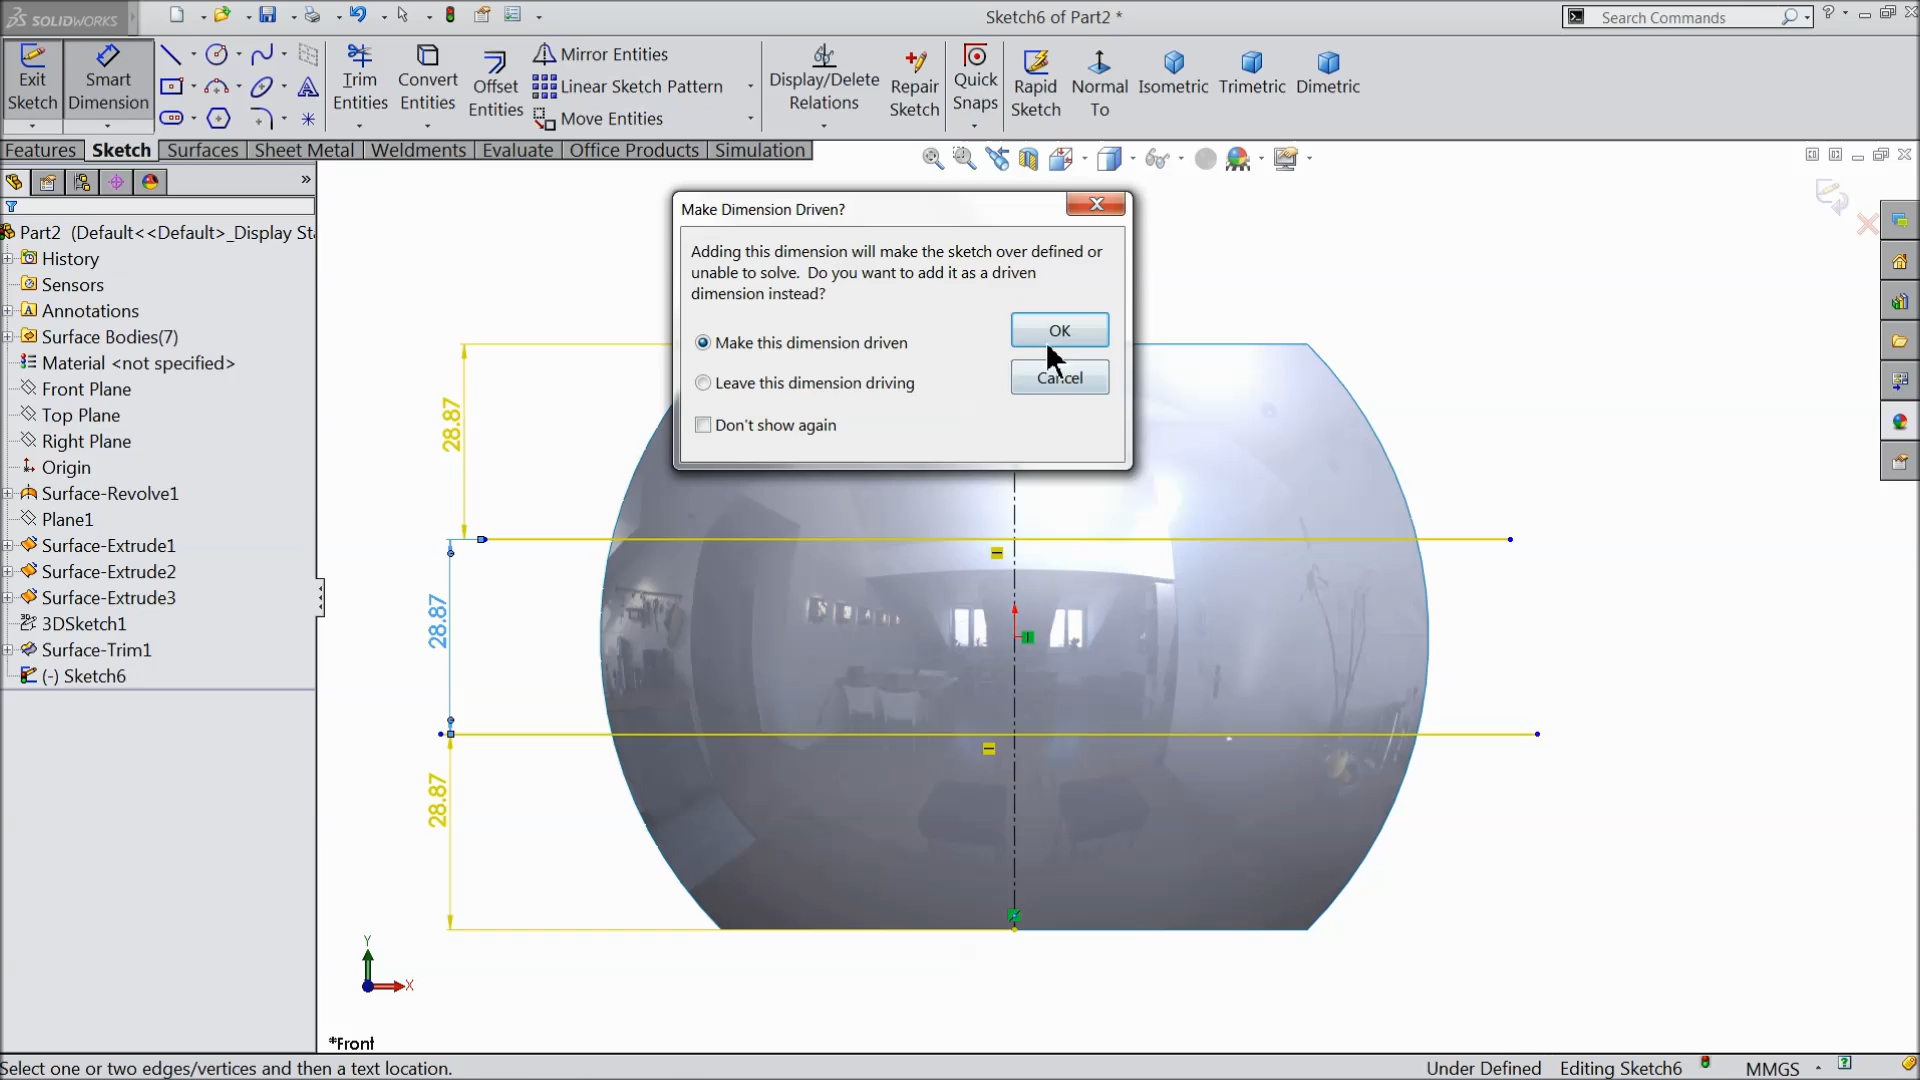 SOLIDWORKS
Sketch6 of Part2 *
Search Commands
Exit Sketch
Smart Dimension
Trim Entities
Convert Entities
Offset Entities
Mirror Entities
Linear Sketch Pattern
Move Entities
Display/Delete Relations
Repair Sketch
Quick Snaps
Rapid Sketch
Normal To
Isometric
Trimetric
Dimetric
Features
Sketch
Surfaces
Sheet Metal
Weldments
Evaluate
Office Products
Simulation
Part2 (Default<<Default>_Display St
History
Sensors
Annotations
Surface Bodies(7)
Material <not specified>
Front Plane
Top Plane
Right Plane
Origin
Surface-Revolve1
Plane1
Surface-Extrude1
Surface-Extrude2
Surface-Extrude3
3DSketch1
Surface-Trim1
(-) Sketch6
Make Dimension Driven?
Adding this dimension will make the sketch over defined or
unable to solve. Do you want to add it as a driven
dimension instead?
Make this dimension driven
Leave this dimension driving
Don't show again
OK
Cancel
28.87
28.87
28.87
Y
X
*Front
Select one or two edges/vertices and then a text location.
Under Defined
Editing Sketch6
MMGS